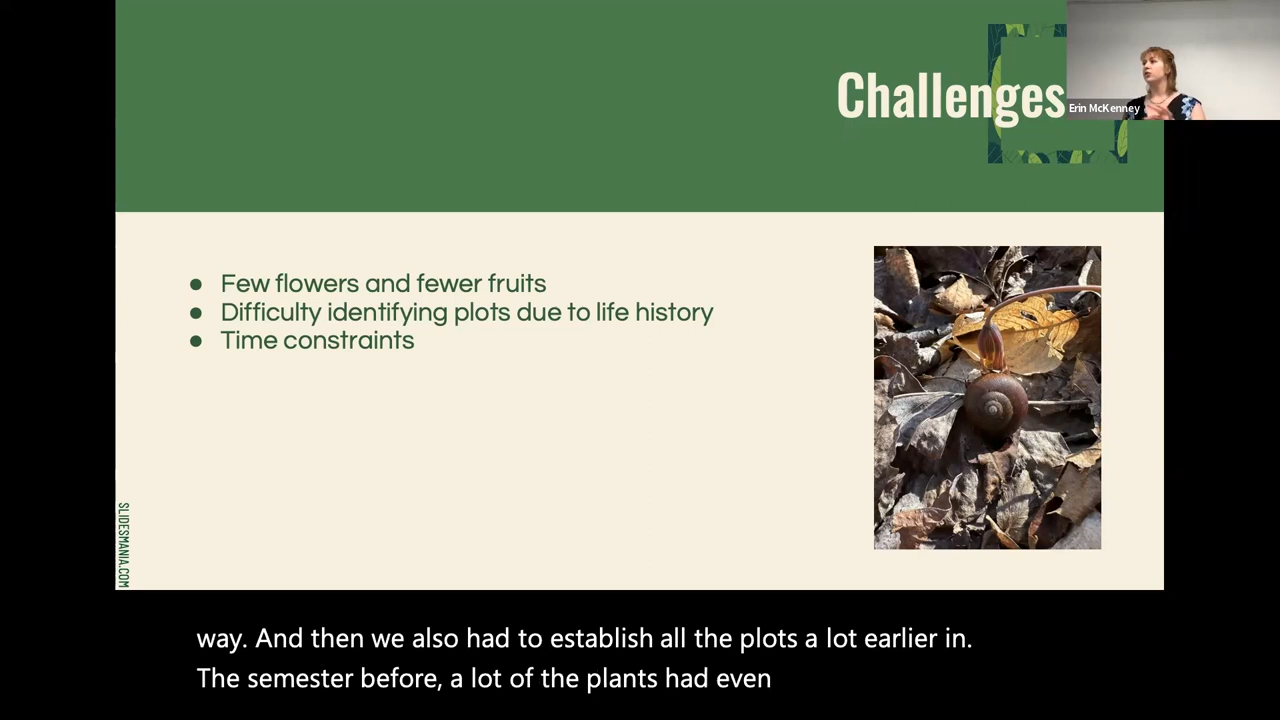 Challenges
Erin McKenney
● Few flowers and fewer fruits
● Difficulty identifying plots due to life history
● Time constraints
SLIDESMANIA.COM
way. And then we also had to establish all the plots a lot earlier in.
The semester before, a lot of the plants had even